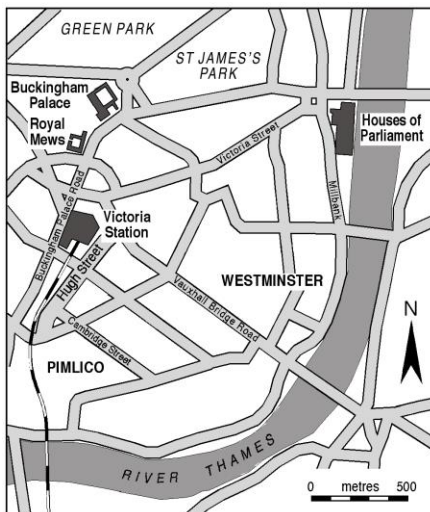 GREEN PARK
ST JAMES'S
PARK
Buckingham
Palace
Royal
Mews
Houses of
Parliament
Victoria Street
Millbank
Buckingham Palace Road
Victoria
Station
Hugh Street
WESTMINSTER
Vauxhall Bridge Road
Cambridge Street
PIMLICO
N
RIVER THAMES
0 metres 500